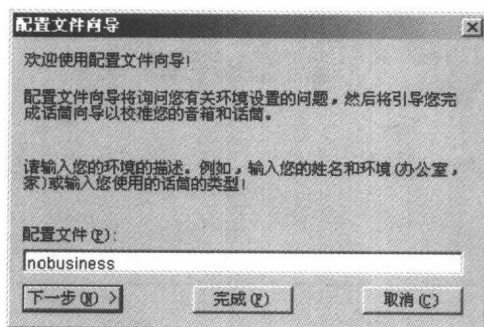 配置文件向导
欢迎使用配置文件向导!
配置文件向导将询问您有关环境设置的问题，然后将引导您完
成话筒向导以校准您的音箱和话筒。
请输入您的环境的描述。例如，输入您的姓名和环境(办公室，
家)或输入您使用的话筒的类型!
配置文件(P):
nobusiness
下一步(N) >
完成(F)
取消(C)